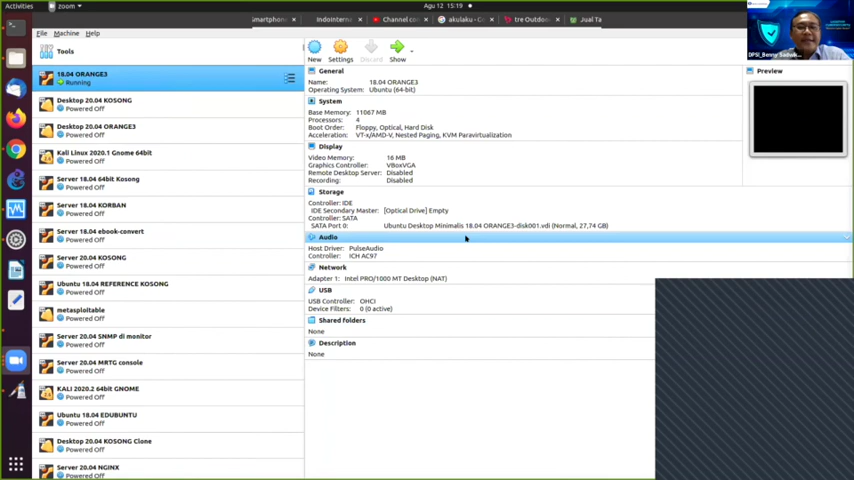 Activities
zoom
Agu 12 15:19
martphone...
IndoInterne
Channel co
akulaku - G
tre Outdoo
Jual Ta
File Machine Help
Tools
New
Settings
Discard
Show
18.04 ORANGE3
Running
Desktop 20.04 KOSONG
Powered Off
Desktop 20.04 ORANGE3
Powered Off
Kali Linux 2020.1 Gnome 64bit
Powered Off
Server 18.04 64bit Kosong
Powered Off
Server 18.04 KORBAN
Powered Off
Server 18.04 ebook-convert
Powered Off
Server 20.04 KOSONG
Powered Off
Ubuntu 18.04 REFERENCE KOSONG
Powered Off
metasploitable
Powered Off
Server 20.04 SNMP di monitor
Powered Off
Server 20.04 MRTG console
Powered Off
KALI 2020.2 64bit GNOME
Powered Off
Ubuntu 18.04 EDUBUNTU
Powered Off
Desktop 20.04 KOSONG Clone
Powered Off
Server 20.04 NGINX
Powered Off
General
Name: 18.04 ORANGE3
Operating System: Ubuntu (64-bit)
System
Base Memory: 11067 MB
Processors: 4
Boot Order: Floppy, Optical, Hard Disk
Acceleration: VT-x/AMD-V, Nested Paging, KVM Paravirtualization
Display
Video Memory: 16 MB
Graphics Controller: VBoxVGA
Remote Desktop Server: Disabled
Recording: Disabled
Storage
Controller: IDE
IDE Secondary Master: [Optical Drive] Empty
Controller: SATA
SATA Port 0: Ubuntu Desktop Minimalis 18.04 ORANGE3-disk001.vdi (Normal, 27,74 GB)
Audio
Host Driver: PulseAudio
Controller: ICH AC97
Network
Adapter 1: Intel PRO/1000 MT Desktop (NAT)
USB
USB Controller: OHCI
Device Filters: 0 (0 active)
Shared folders
None
Description
None
Preview